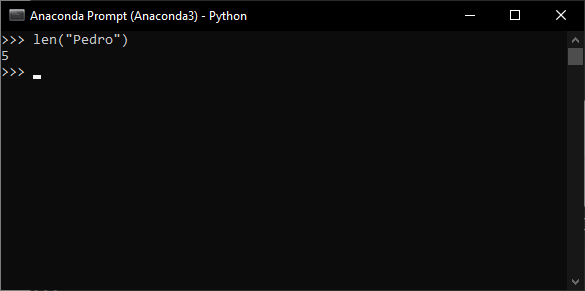 Anaconda Prompt (Anaconda3) - Python
>>> len("Pedro")
5
>>>